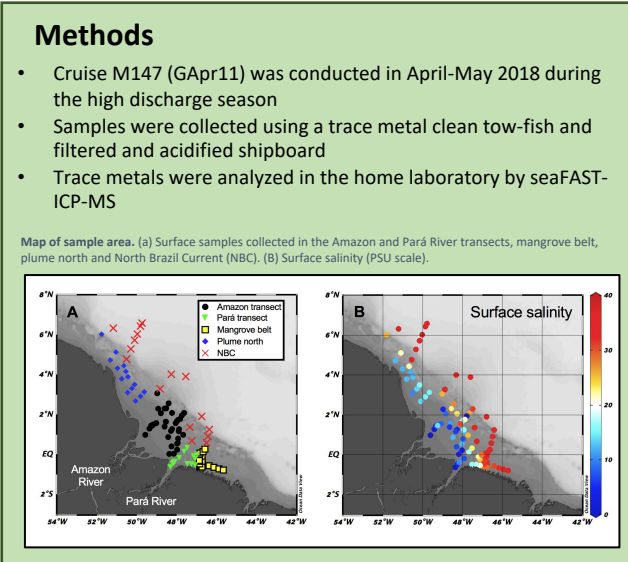 Methods
• Cruise M147 (GApr11) was conducted in April-May 2018 during
the high discharge season
• Samples were collected using a trace metal clean tow-fish and
filtered and acidified shipboard
• Trace metals were analyzed in the home laboratory by seaFAST-
ICP-MS
Map of sample area. (a) Surface samples collected in the Amazon and Pará River transects, mangrove belt,
plume north and North Brazil Current (NBC). (B) Surface salinity (PSU scale).
8°N
6°N
4°N
2°N
EQ
2°S
A
Amazon transect
Pará transect
Mangrove belt
Plume north
NBC
Amazon
River
Pará River
Ocean Data View
54°W 52°W 50°W 48°W 46°W 44°W 42°W
8°N
6°N
4°N
2°N
EQ
2°S
B
Surface salinity
Ocean Data View
54°W 52°W 50°W 48°W 46°W 44°W 42°W
40
30
20
10
0